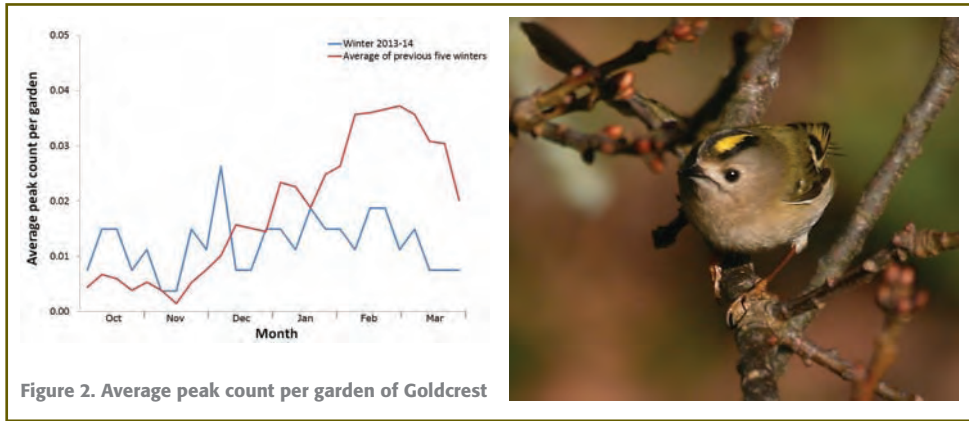 0.05
0.04
0.03
0.02
0.01
0.00
Average peak count per garden
Winter 2013-14
Average of previous five winters
Oct Nov Dec Jan Feb Mar
Month
Figure 2. Average peak count per garden of Goldcrest